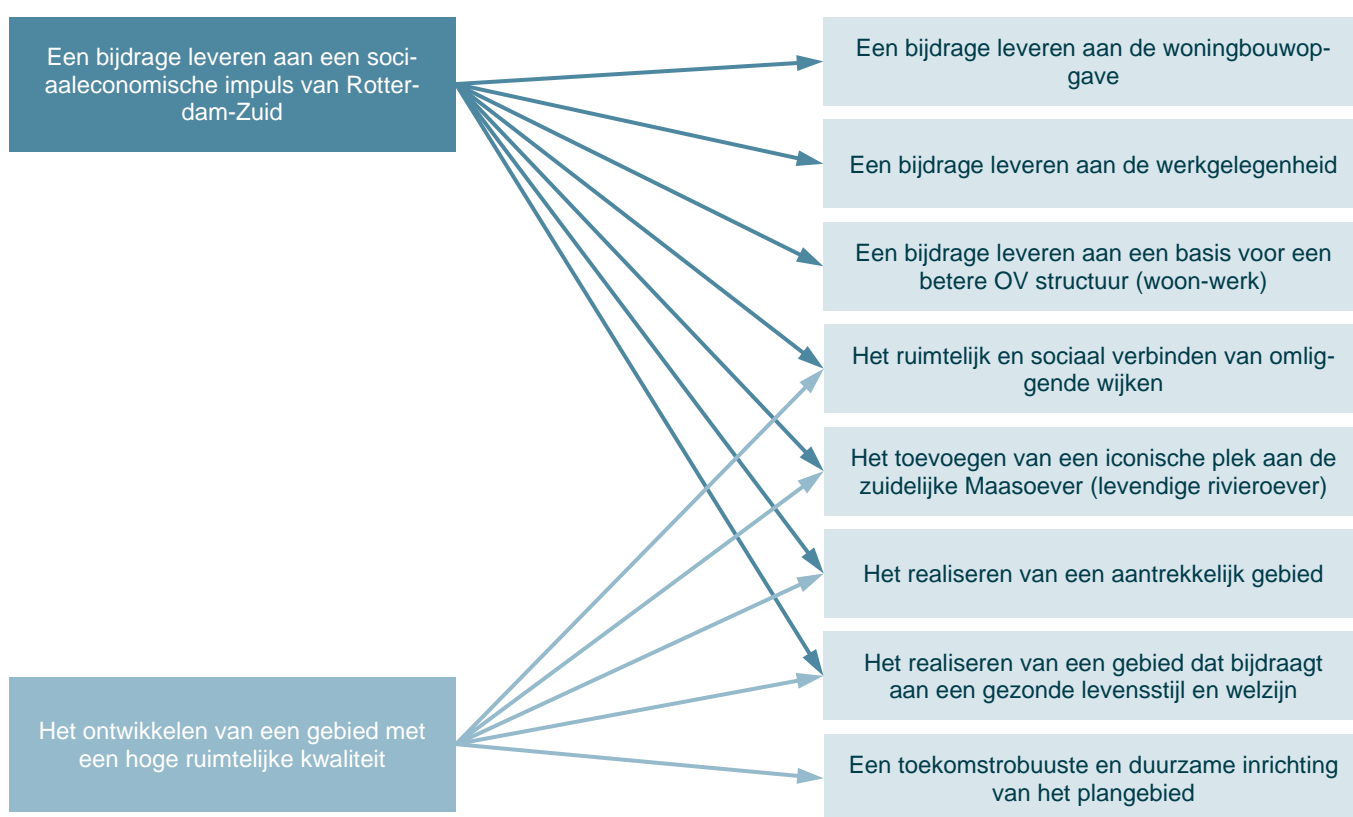 Een bijdrage leveren aan een soci-
aaleconomische impuls van Rotter-
dam-Zuid
Het ontwikkelen van een gebied met
een hoge ruimtelijke kwaliteit
Een bijdrage leveren aan de woningbouwop-
gave
Een bijdrage leveren aan de werkgelegenheid
Een bijdrage leveren aan een basis voor een
betere OV structuur (woon-werk)
Het ruimtelijk en sociaal verbinden van omlig-
gende wijken
Het toevoegen van een iconische plek aan de
zuidelijke Maasoever (levendige rivieroever)
Het realiseren van een aantrekkelijk gebied
Het realiseren van een gebied dat bijdraagt
aan een gezonde levensstijl en welzijn
Een toekomstrobuuste en duurzame inrichting
van het plangebied